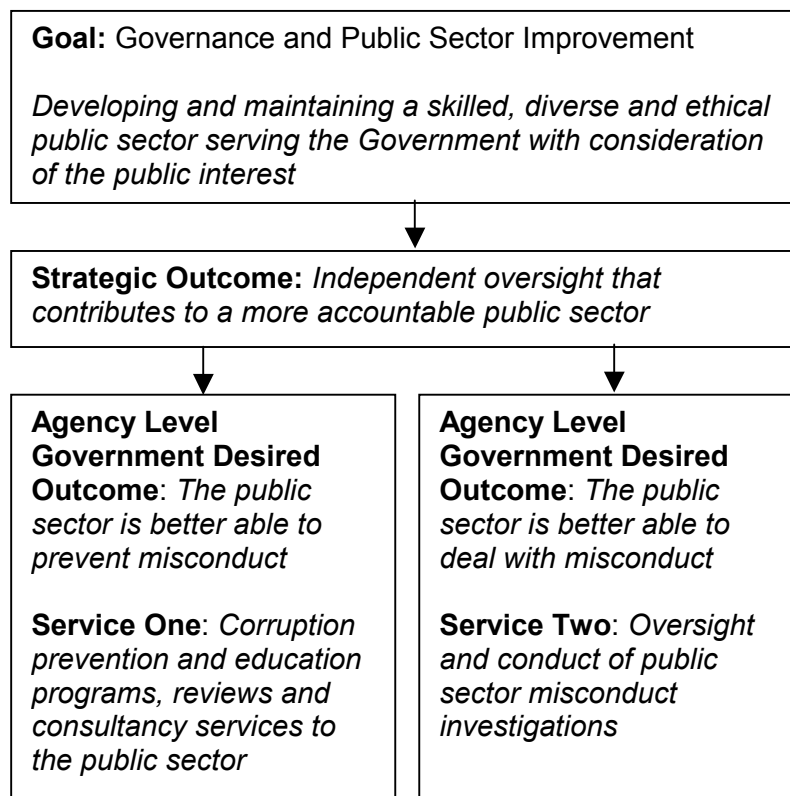 Goal: Governance and Public Sector Improvement
Developing and maintaining a skilled, diverse and ethical
public sector serving the Government with consideration
of the public interest
Strategic Outcome: Independent oversight that
contributes to a more accountable public sector
Agency Level
Government Desired
Outcome: The public
sector is better able to
prevent misconduct
Service One: Corruption
prevention and education
programs, reviews and
consultancy services to
the public sector
Agency Level
Government Desired
Outcome: The public
sector is better able to
deal with misconduct
Service Two: Oversight
and conduct of public
sector misconduct
investigations